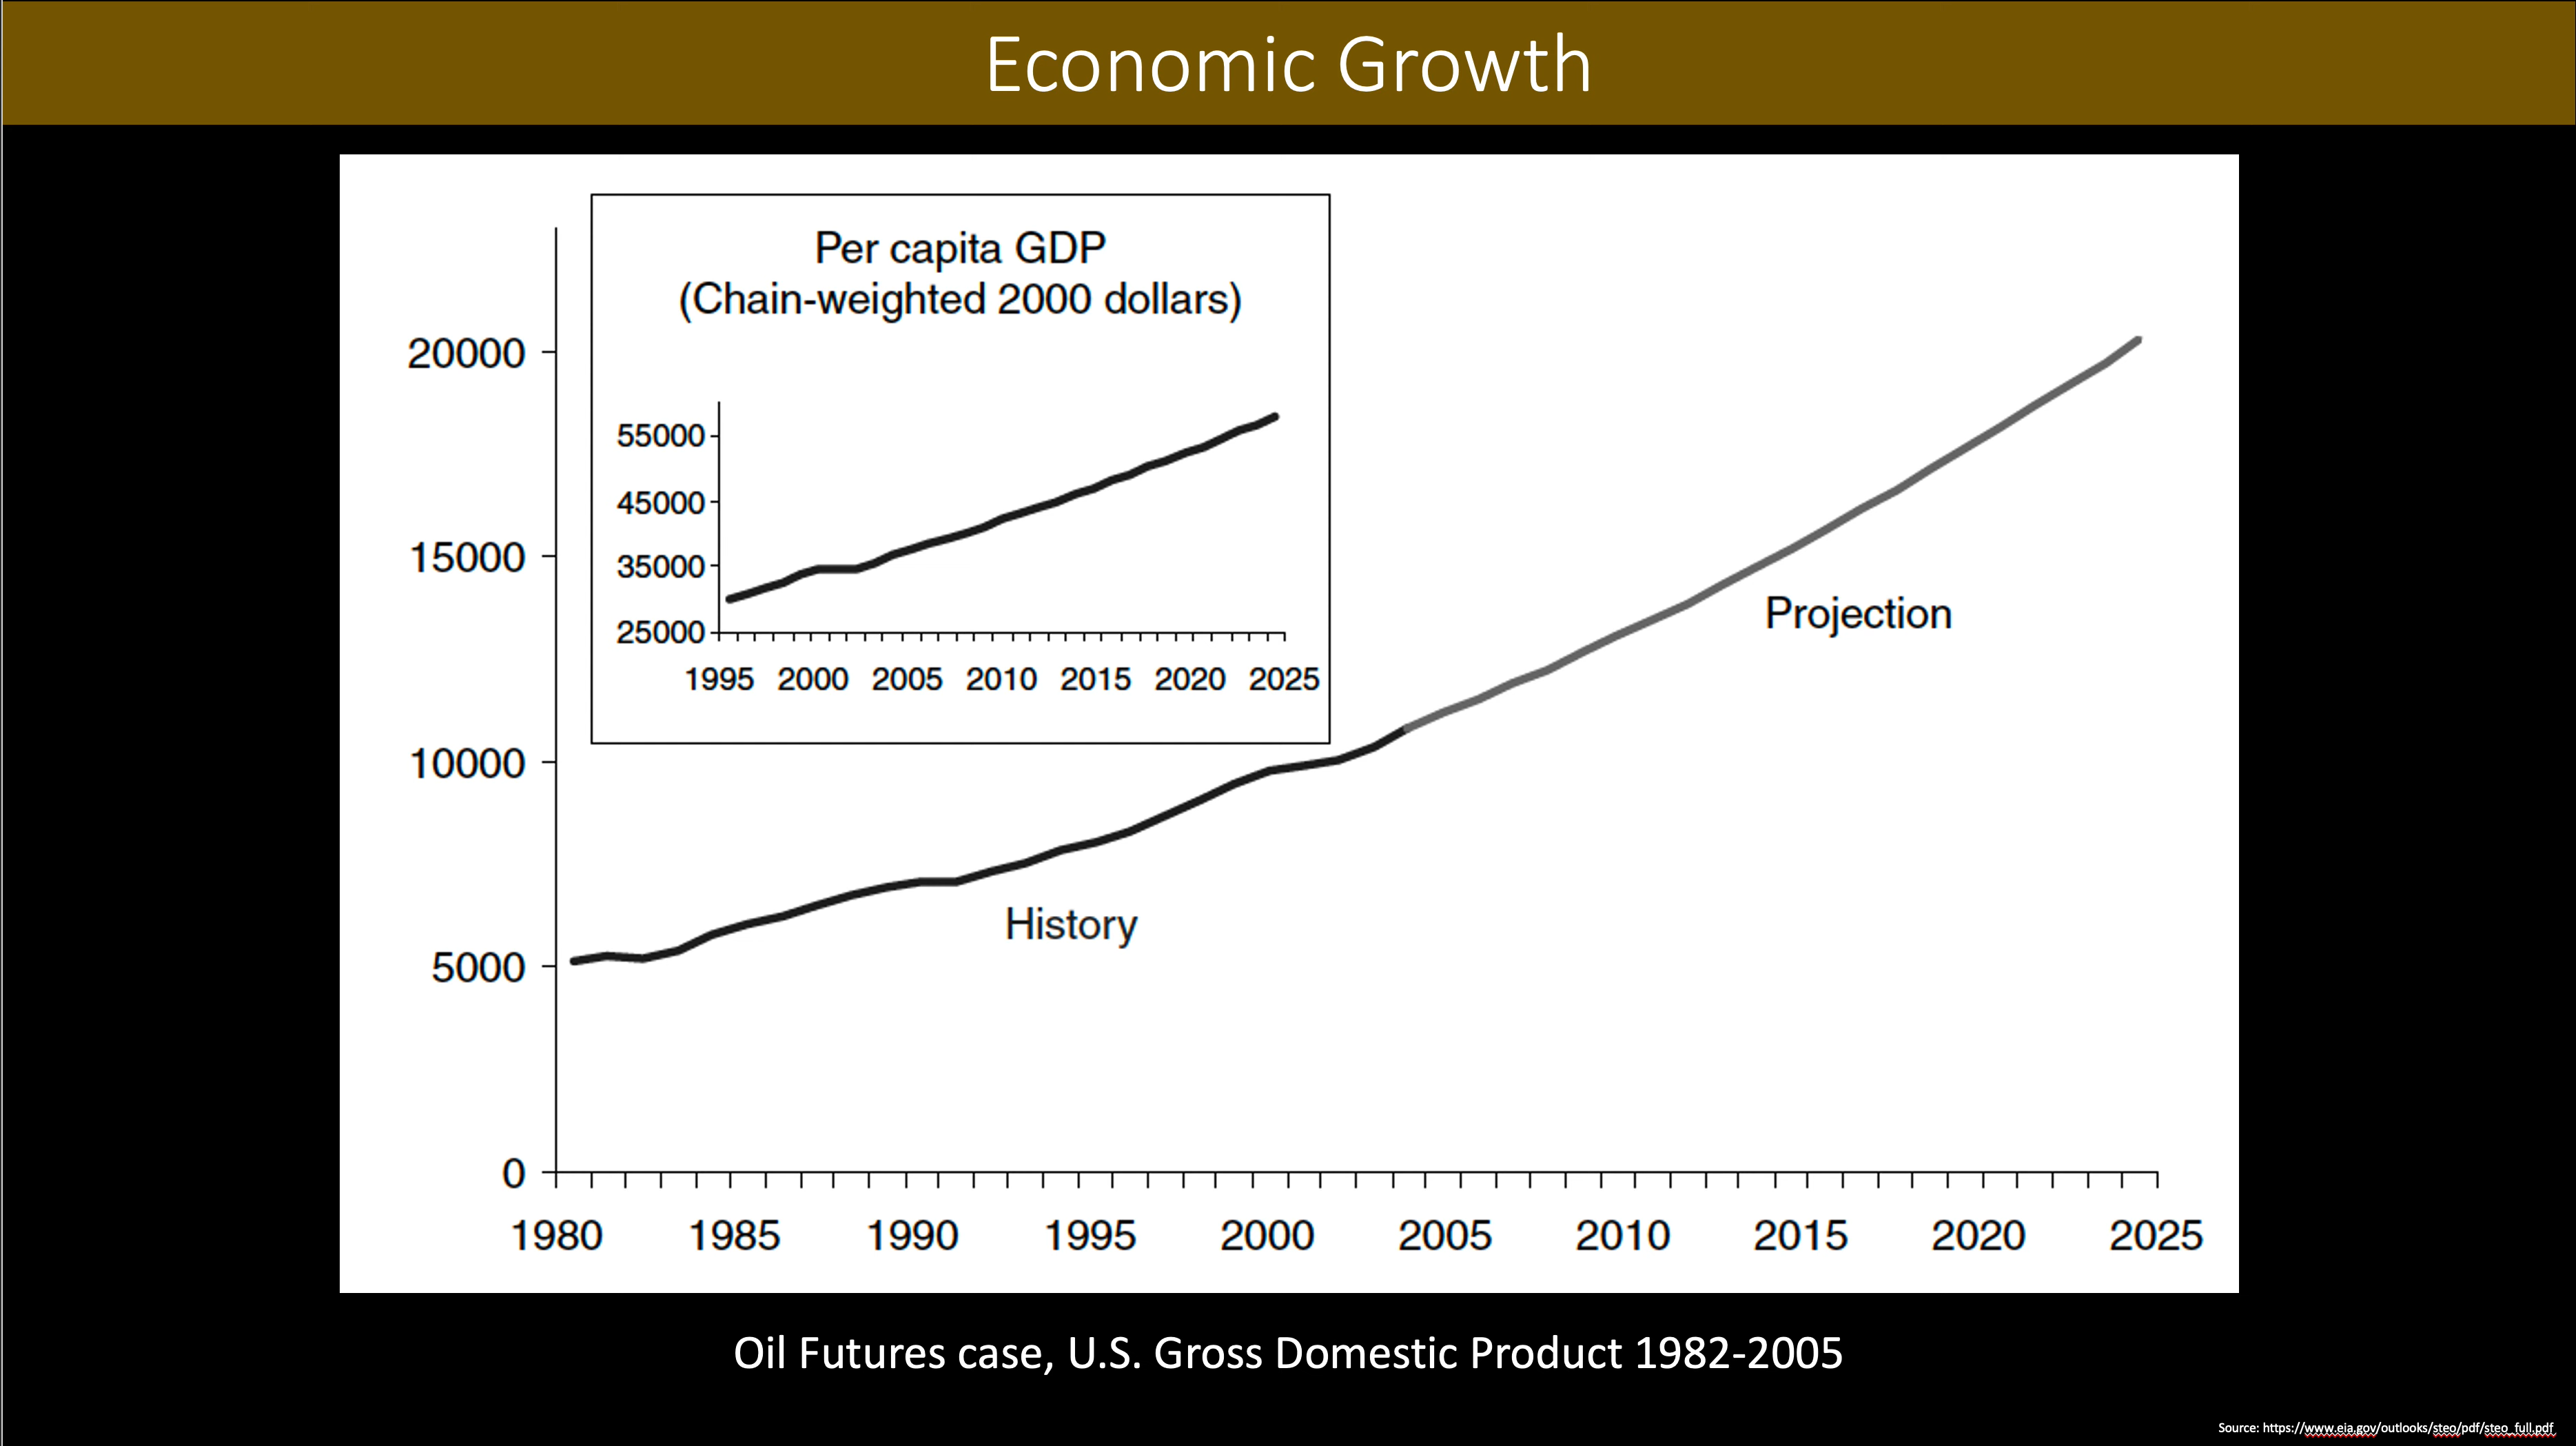 Economic Growth
Per capita GDP
(Chain-weighted 2000 dollars)
55000
45000
35000
25000
1995 2000 2005 2010 2015 2020 2025
20000
15000
10000
5000
0
Projection
History
1980 1985 1990 1995 2000 2005 2010 2015 2020 2025
Oil Futures case, U.S. Gross Domestic Product 1982-2005
Source: https://www.eia.gov/outlooks/steo/pdf/steo_full.pdf